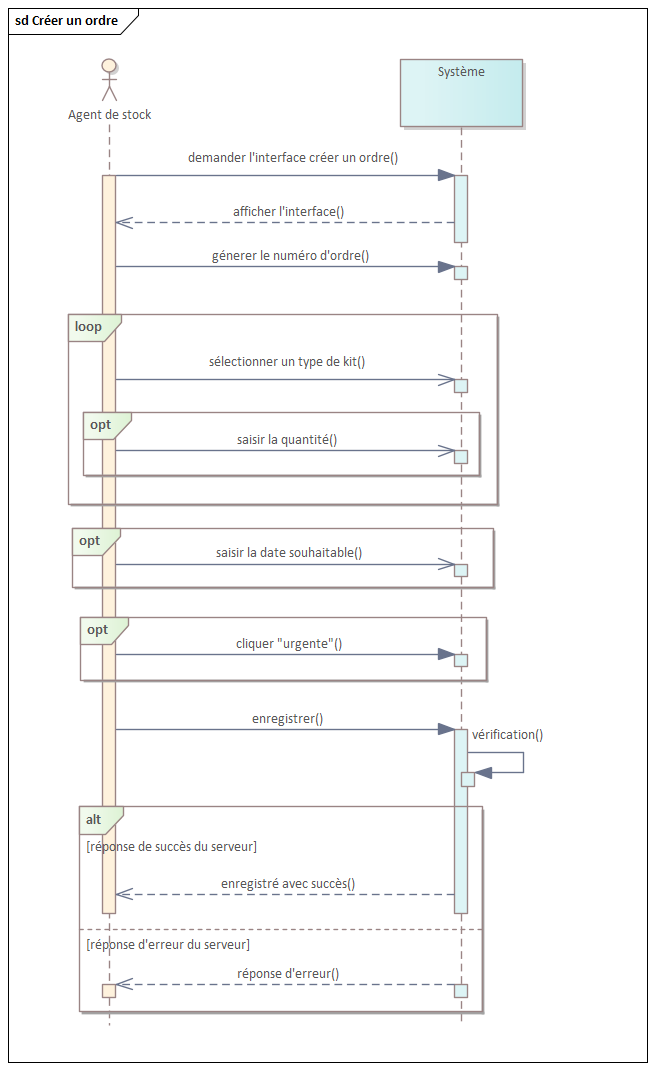 sd Créer un ordre
Système
Agent de stock
demander l'interface créer un ordre()
afficher l'interface()
génerer le numéro d'ordre()
loop
sélectionner un type de kit()
opt
saisir la quantité()
opt
saisir la date souhaitable()
opt
cliquer "urgente"()
enregistrer()
vérification()
alt
[réponse de succès du serveur]
enregistré avec succès()
[réponse d'erreur du serveur]
réponse d'erreur()